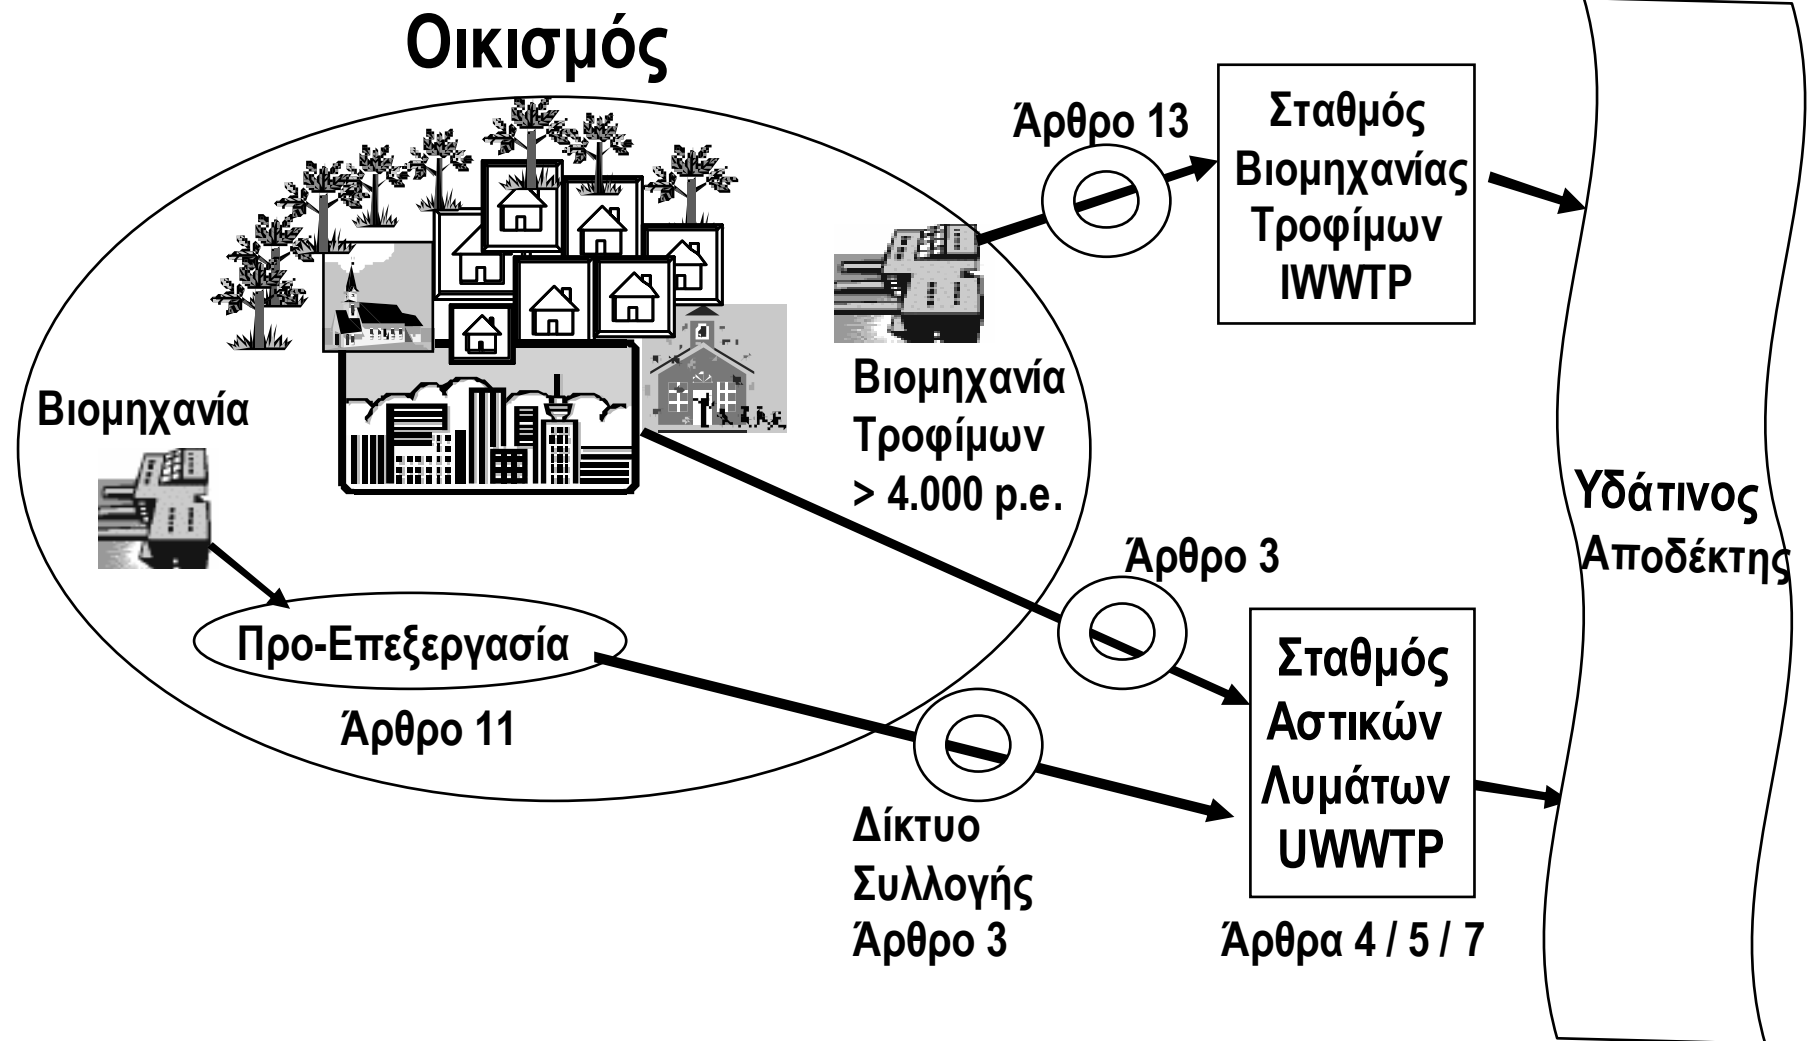 Οικισμός
Άρθρο 13
Σταθμός
Βιομηχανίας
Τροφίμων
IWWTP
Βιομηχανία
Βιομηχανία
Τροφίμων
> 4.000 p.e.
Υδάτινος
Αποδέκτης
Άρθρο 3
Προ-Επεξεργασία
Άρθρο 11
Σταθμός
Αστικών
Λυμάτων
UWWTP
Δίκτυο
Συλλογής
Άρθρο 3
Άρθρα 4 / 5 / 7